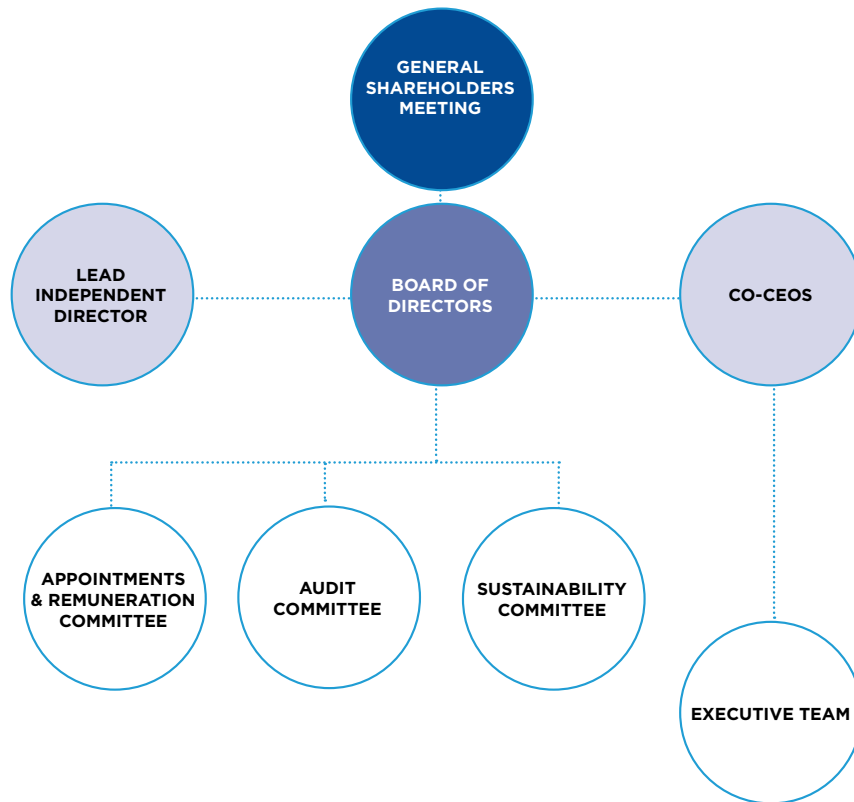 GENERAL
SHAREHOLDERS
MEETING
LEAD
INDEPENDENT
DIRECTOR
BOARD OF
DIRECTORS
CO-CEOS
APPOINTMENTS
& REMUNERATION
COMMITTEE
AUDIT
COMMITTEE
SUSTAINABILITY
COMMITTEE
EXECUTIVE TEAM